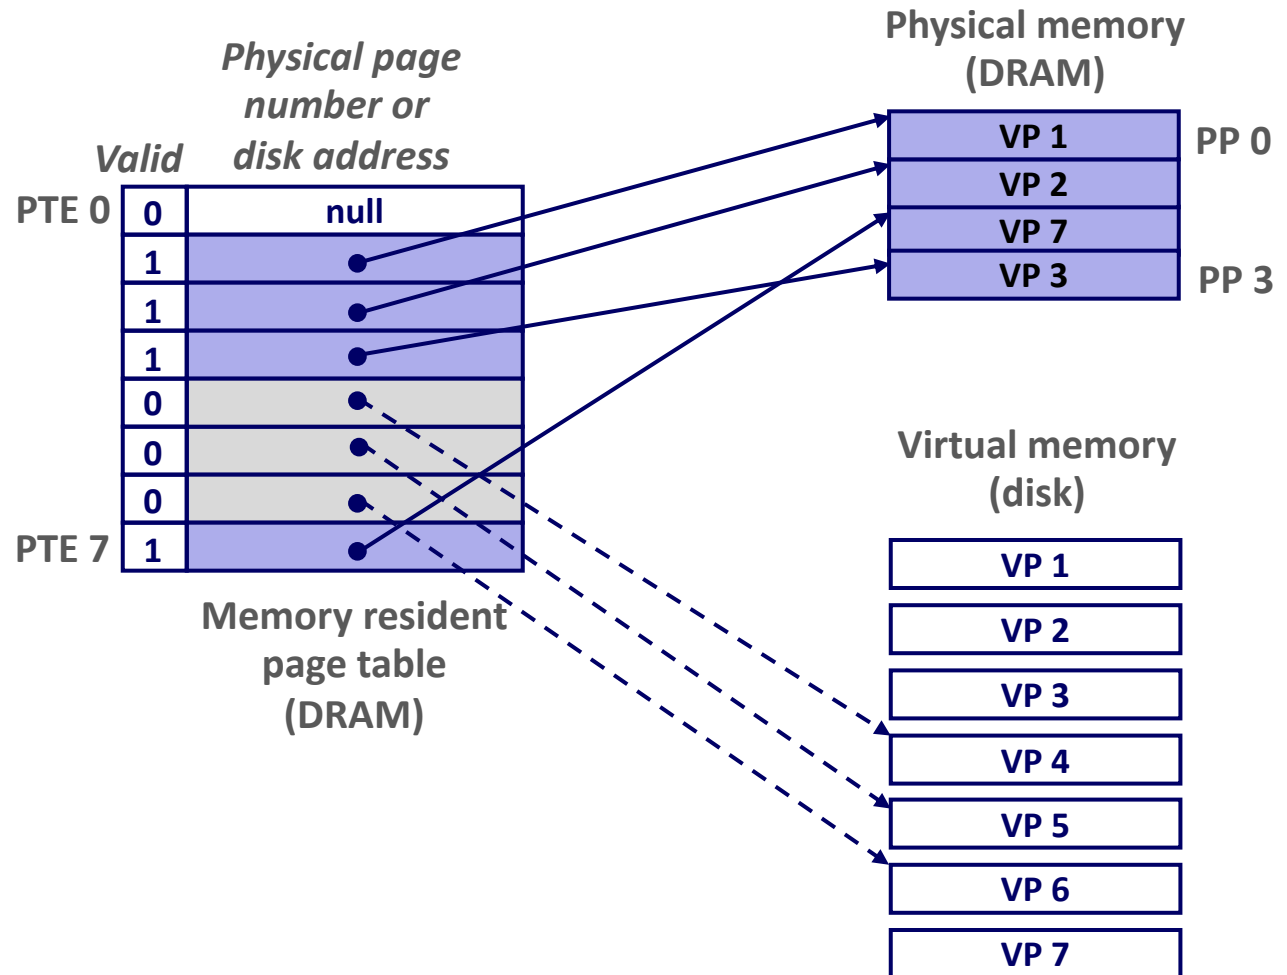 Physical page
number or
disk address
Valid
PTE 0
0
null
1
1
1
0
0
0
PTE 7
1
Memory resident
page table
(DRAM)
Physical memory
(DRAM)
VP 1
PP 0
VP 2
VP 7
VP 3
PP 3
Virtual memory
(disk)
VP 1
VP 2
VP 3
VP 4
VP 5
VP 6
VP 7